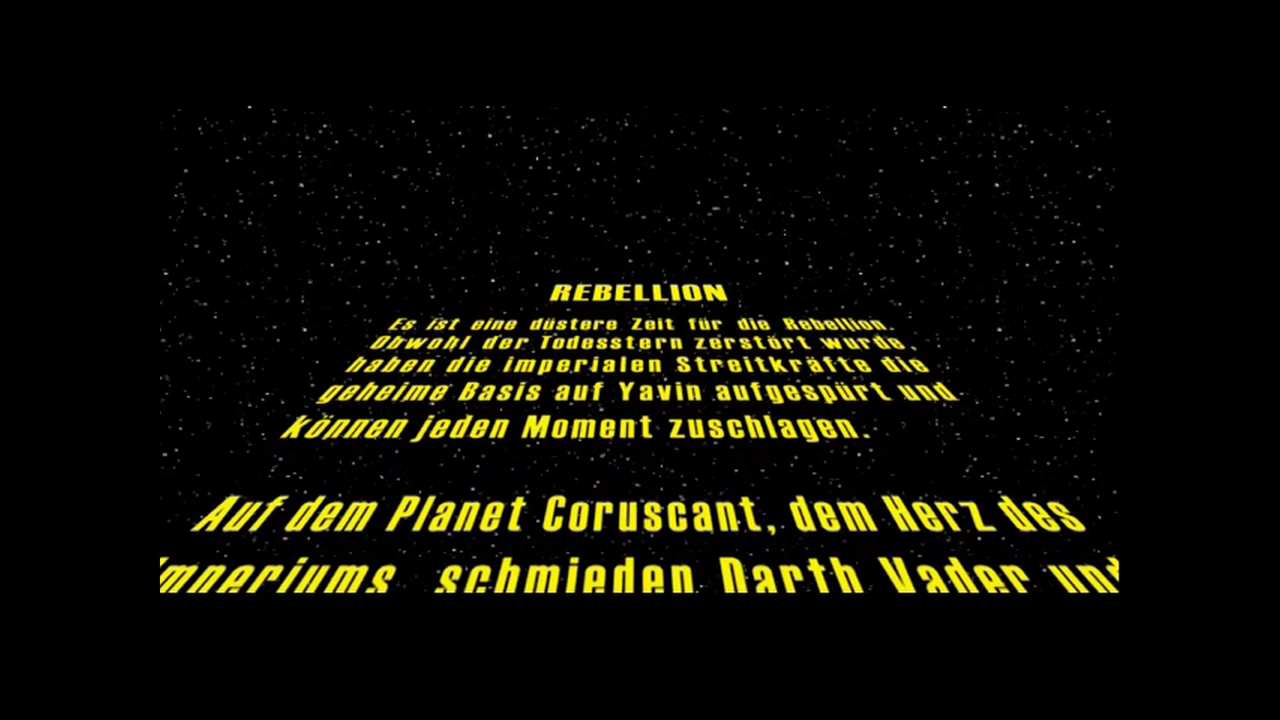 REBELLION
Es ist eine düstere Zeit für die Rebellion.
Obwohl der Todesstern zerstört wurde,
haben die imperialen Streitkräfte die
geheime Basis auf Yavin aufgespürt und
können jeden Moment zuschlagen.
Auf dem Planet Coruscant, dem Herz des
Imperiums, schmieden Darth Vader und